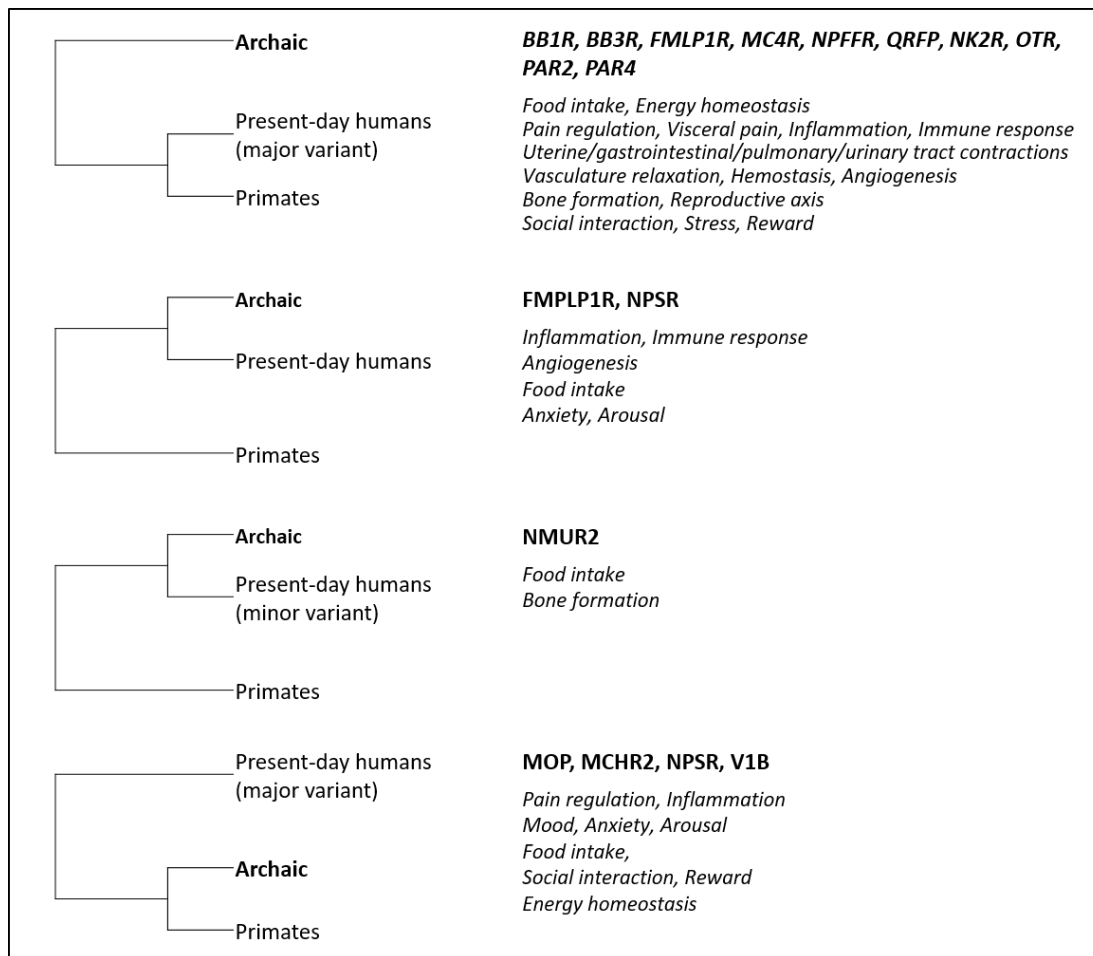 Archaic
BB1R, BB3R, FMLP1R, MC4R, NPFFR, QRFP, NK2R, OTR,
PAR2, PAR4
Present-day humans
(major variant)
Primates
Food intake, Energy homeostasis
Pain regulation, Visceral pain, Inflammation, Immune response
Uterine/gastrointestinal/pulmonary/urinary tract contractions
Vasculature relaxation, Hemostasis, Angiogenesis
Bone formation, Reproductive axis
Social interaction, Stress, Reward
Archaic
Present-day humans
Primates
FMPLP1R, NPSR
Inflammation, Immune response
Angiogenesis
Food intake
Anxiety, Arousal
Archaic
Present-day humans
(minor variant)
Primates
NMUR2
Food intake
Bone formation
Present-day humans
(major variant)
Archaic
Primates
MOP, MCHR2, NPSR, V1B
Pain regulation, Inflammation
Mood, Anxiety, Arousal
Food intake,
Social interaction, Reward
Energy homeostasis